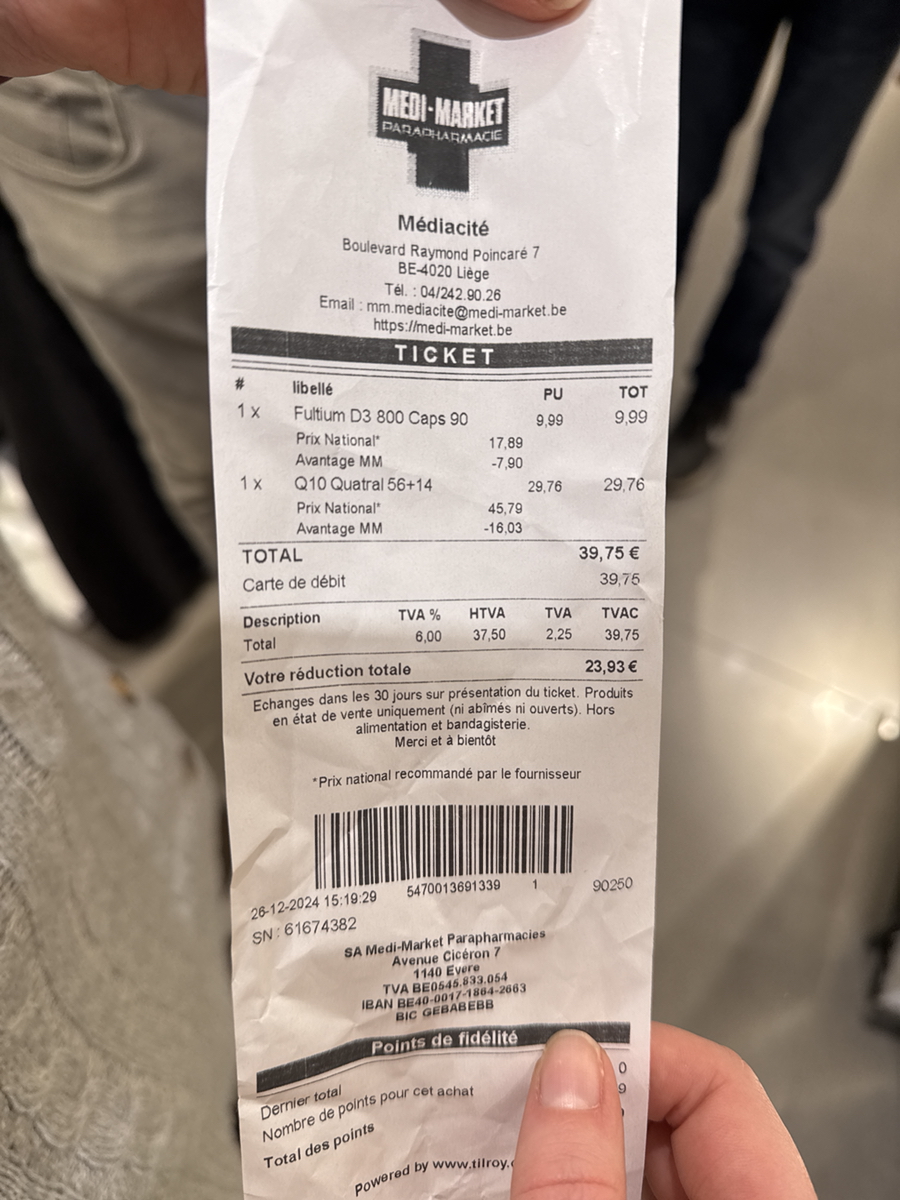 MEDI-MARKET
PARAPHARMACIE
Médiacité
Boulevard Raymond Poincaré 7
BE-4020 Liège
Tél. : 04/242.90.26
Email : mm.mediacite@medi-market.be
https://medi-market.be
TICKET
# libellé PU TOT
1 x Fultium D3 800 Caps 90 9,99 9,99
Prix National* 17,89
Avantage MM -7,90
1 x Q10 Quatral 56+14 29,76 29,76
Prix National* 45,79
Avantage MM -16,03
TOTAL 39,75 €
Carte de débit 39,75
Description TVA % HTVA TVA TVAC
Total 6,00 37,50 2,25 39,75
Votre réduction totale 23,93 €
Echanges dans les 30 jours sur présentation du ticket. Produits
en état de vente uniquement (ni abîmés ni ouverts). Hors
alimentation et bandagisterie.
Merci et à bientôt
*Prix national recommandé par le fournisseur
26-12-2024 15:19:29 5470013691339 1 90250
SN : 61674382
SA Medi-Market Parapharmacies
Avenue Cicéron 7
1140 Evere
TVA BE0545.833.054
IBAN BE40-0017-1864-2663
BIC GEBABEBB
Points de fidélité
Dernier total 0
Nombre de points pour cet achat 9
Total des points
Powered by www.tilroy.